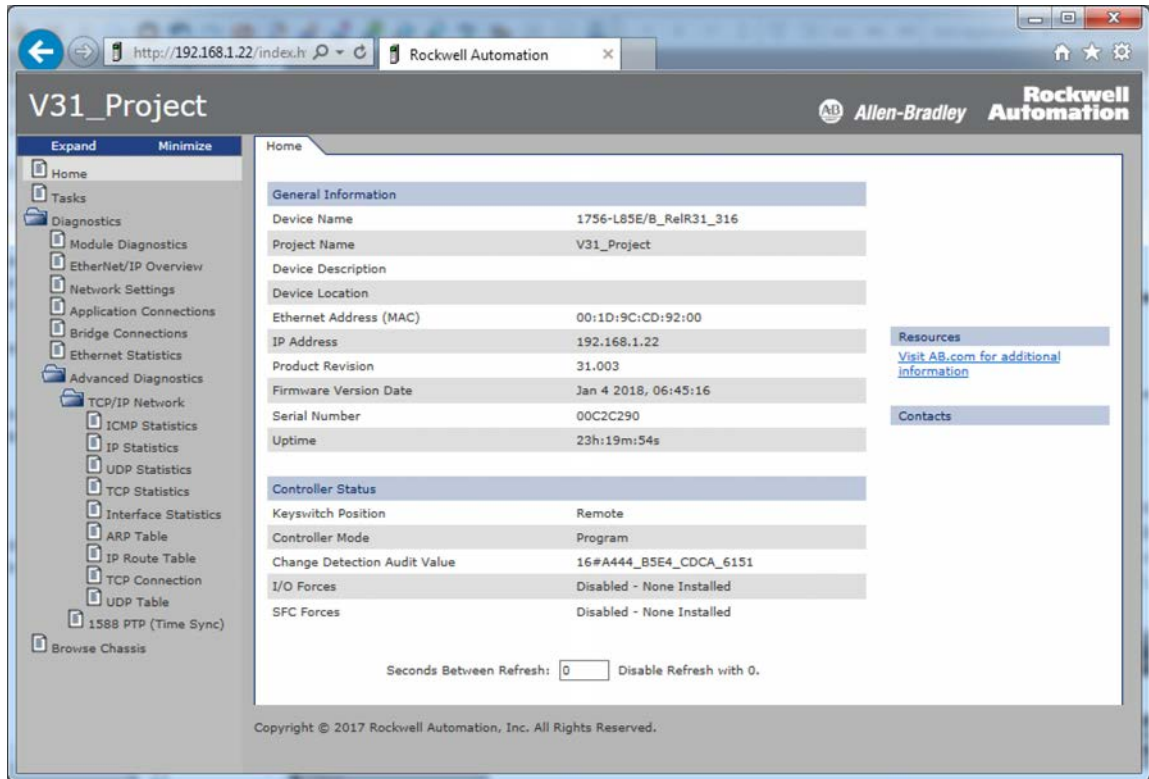 http://192.168.1.22/index.h
Rockwell Automation
V31_Project
AB Allen-Bradley
Rockwell
Automation
Expand Minimize
Home
Tasks
Diagnostics
Module Diagnostics
EtherNet/IP Overview
Network Settings
Application Connections
Bridge Connections
Ethernet Statistics
Advanced Diagnostics
TCP/IP Network
ICMP Statistics
IP Statistics
UDP Statistics
TCP Statistics
Interface Statistics
ARP Table
IP Route Table
TCP Connection
UDP Table
1588 PTP (Time Sync)
Browse Chassis
Home
General Information
Device Name 1756-L85E/B_RelR31_316
Project Name V31_Project
Device Description
Device Location
Ethernet Address (MAC) 00:1D:9C:CD:92:00
IP Address 192.168.1.22
Product Revision 31.003
Firmware Version Date Jan 4 2018, 06:45:16
Serial Number 00C2C290
Uptime 23h:19m:54s
Controller Status
Keyswitch Position Remote
Controller Mode Program
Change Detection Audit Value 16#A444_B5E4_CDCA_6151
I/O Forces Disabled - None Installed
SFC Forces Disabled - None Installed
Seconds Between Refresh: 0 Disable Refresh with 0.
Resources
Visit AB.com for additional
information
Contacts
Copyright © 2017 Rockwell Automation, Inc. All Rights Reserved.